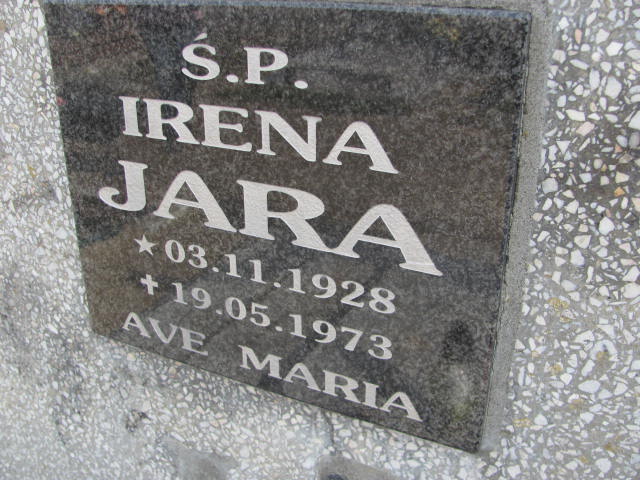 Ś.P.
IRENA
JARA
★ 03.11.1928
✝ 19.05.1973
AVE MARIA